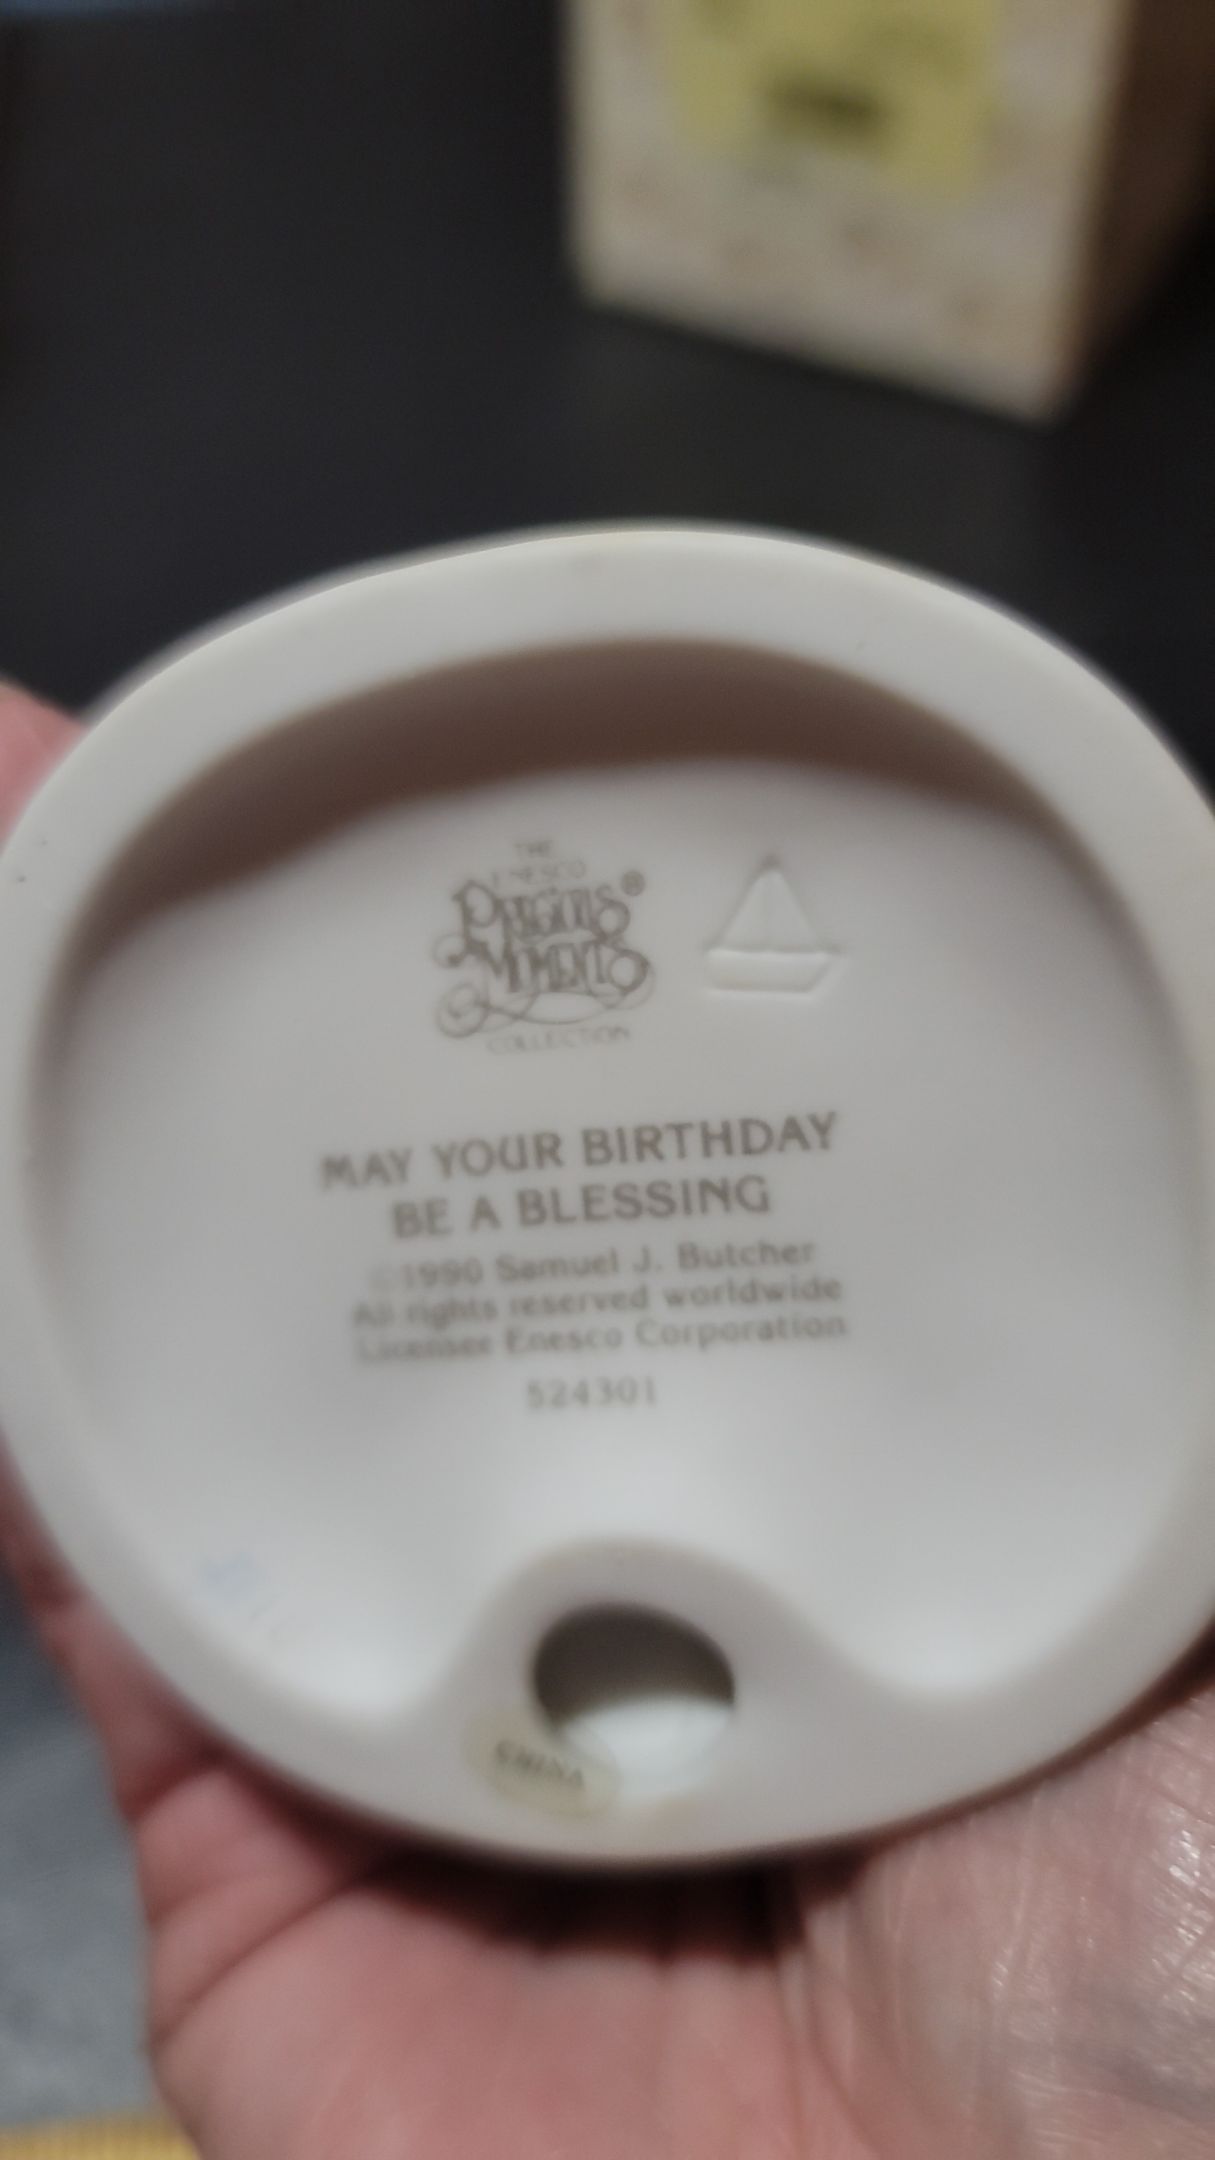 THE
ENESCO
PRECIOUS®
MOMENTS
COLLECTION
MAY YOUR BIRTHDAY
BE A BLESSING
©1990 Samuel J. Butcher
All rights reserved worldwide
Licensee Enesco Corporation
524301
CHINA